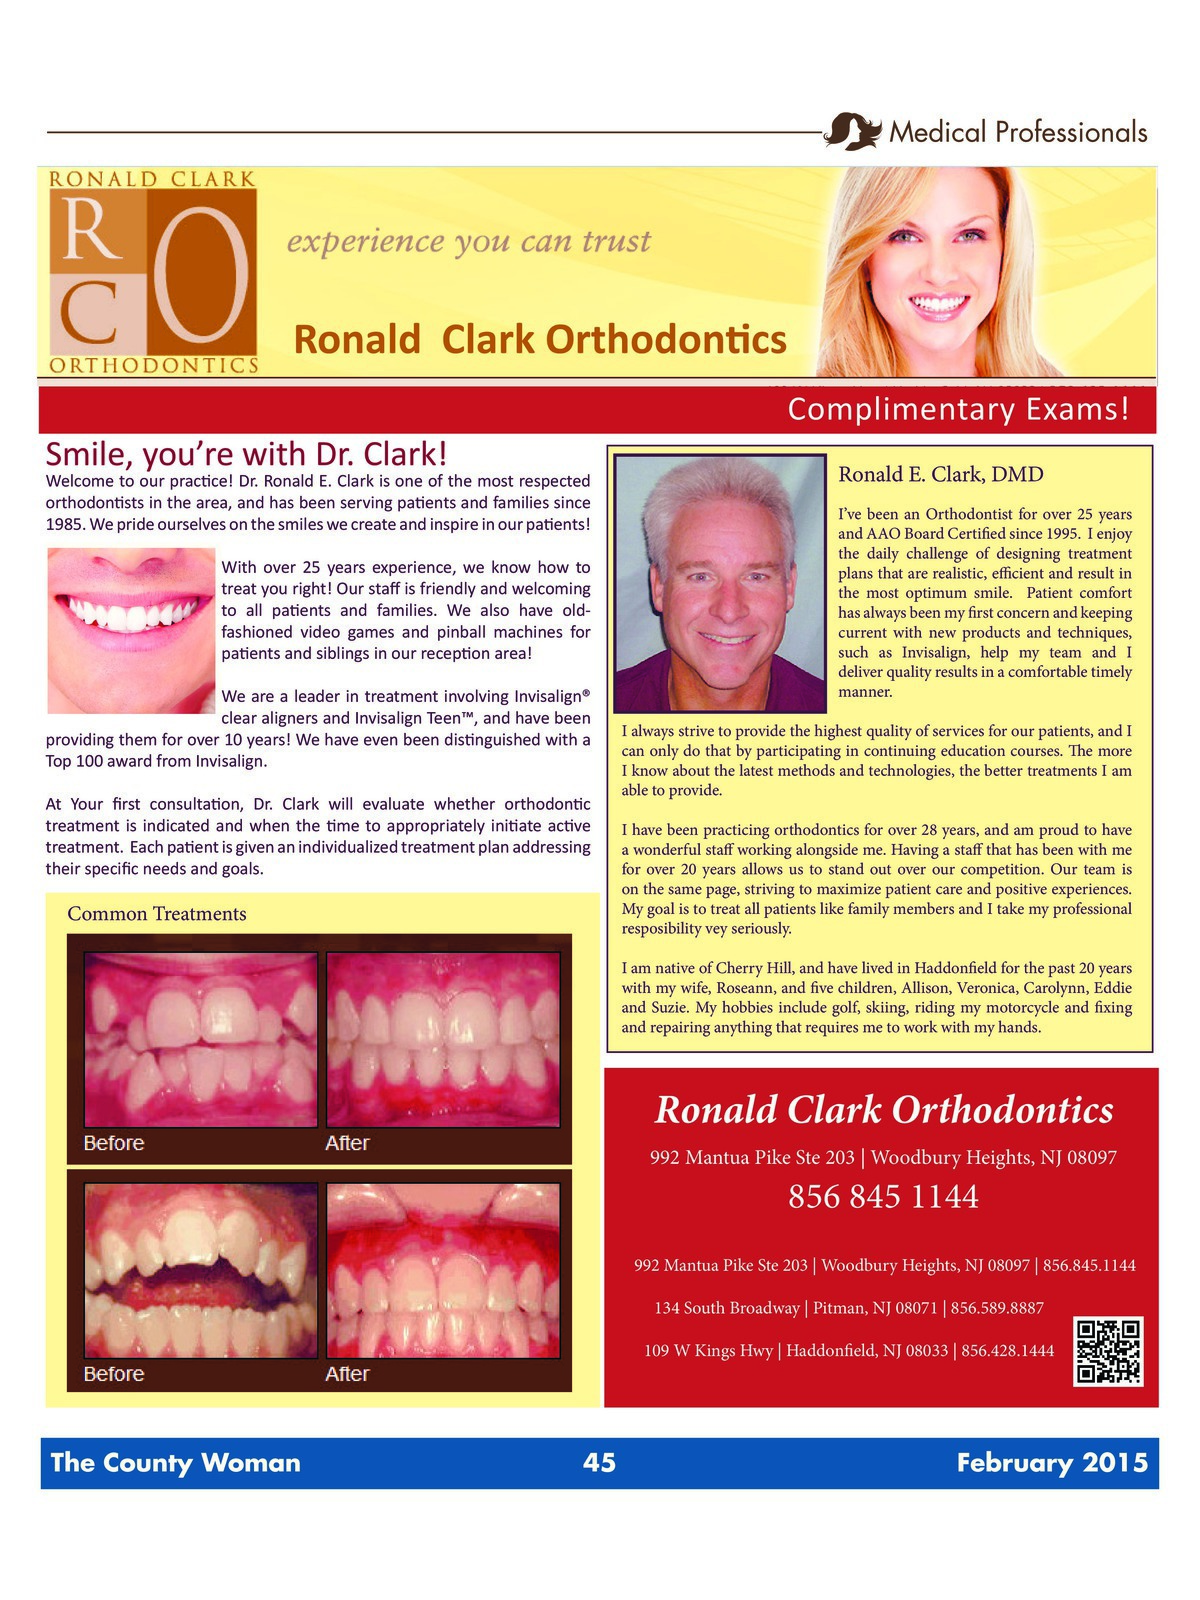 Medical Professionals
RONALD CLARK
R
C
O
ORTHODONTICS
experience you can trust
Ronald Clark Orthodontics
Complimentary Exams!
Smile, you're with Dr. Clark!
Welcome to our practice! Dr. Ronald E. Clark is one of the most respected
orthodontists in the area, and has been serving patients and families since
1985. We pride ourselves on the smiles we create and inspire in our patients!
With over 25 years experience, we know how to
treat you right! Our staff is friendly and welcoming
to all patients and families. We also have old-
fashioned video games and pinball machines for
patients and siblings in our reception area!
We are a leader in treatment involving Invisalign®
clear aligners and Invisalign Teen™, and have been
providing them for over 10 years! We have even been distinguished with a
Top 100 award from Invisalign.
At Your first consultation, Dr. Clark will evaluate whether orthodontic
treatment is indicated and when the time to appropriately initiate active
treatment. Each patient is given an individualized treatment plan addressing
their specific needs and goals.
Common Treatments
Before
After
Before
After
Ronald E. Clark, DMD
I've been an Orthodontist for over 25 years
and AAO Board Certified since 1995. I enjoy
the daily challenge of designing treatment
plans that are realistic, efficient and result in
the most optimum smile. Patient comfort
has always been my first concern and keeping
current with new products and techniques,
such as Invisalign, help my team and I
deliver quality results in a comfortable timely
manner.
I always strive to provide the highest quality of services for our patients, and I
can only do that by participating in continuing education courses. The more
I know about the latest methods and technologies, the better treatments I am
able to provide.
I have been practicing orthodontics for over 28 years, and am proud to have
a wonderful staff working alongside me. Having a staff that has been with me
for over 20 years allows us to stand out over our competition. Our team is
on the same page, striving to maximize patient care and positive experiences.
My goal is to treat all patients like family members and I take my professional
resposibility vey seriously.
I am native of Cherry Hill, and have lived in Haddonfield for the past 20 years
with my wife, Roseann, and five children, Allison, Veronica, Carolynn, Eddie
and Suzie. My hobbies include golf, skiing, riding my motorcycle and fixing
and repairing anything that requires me to work with my hands.
Ronald Clark Orthodontics
992 Mantua Pike Ste 203 | Woodbury Heights, NJ 08097
856 845 1144
992 Mantua Pike Ste 203 | Woodbury Heights, NJ 08097 | 856.845.1144
134 South Broadway | Pitman, NJ 08071 | 856.589.8887
109 W Kings Hwy | Haddonfield, NJ 08033 | 856.428.1444
The County Woman
45
February 2015